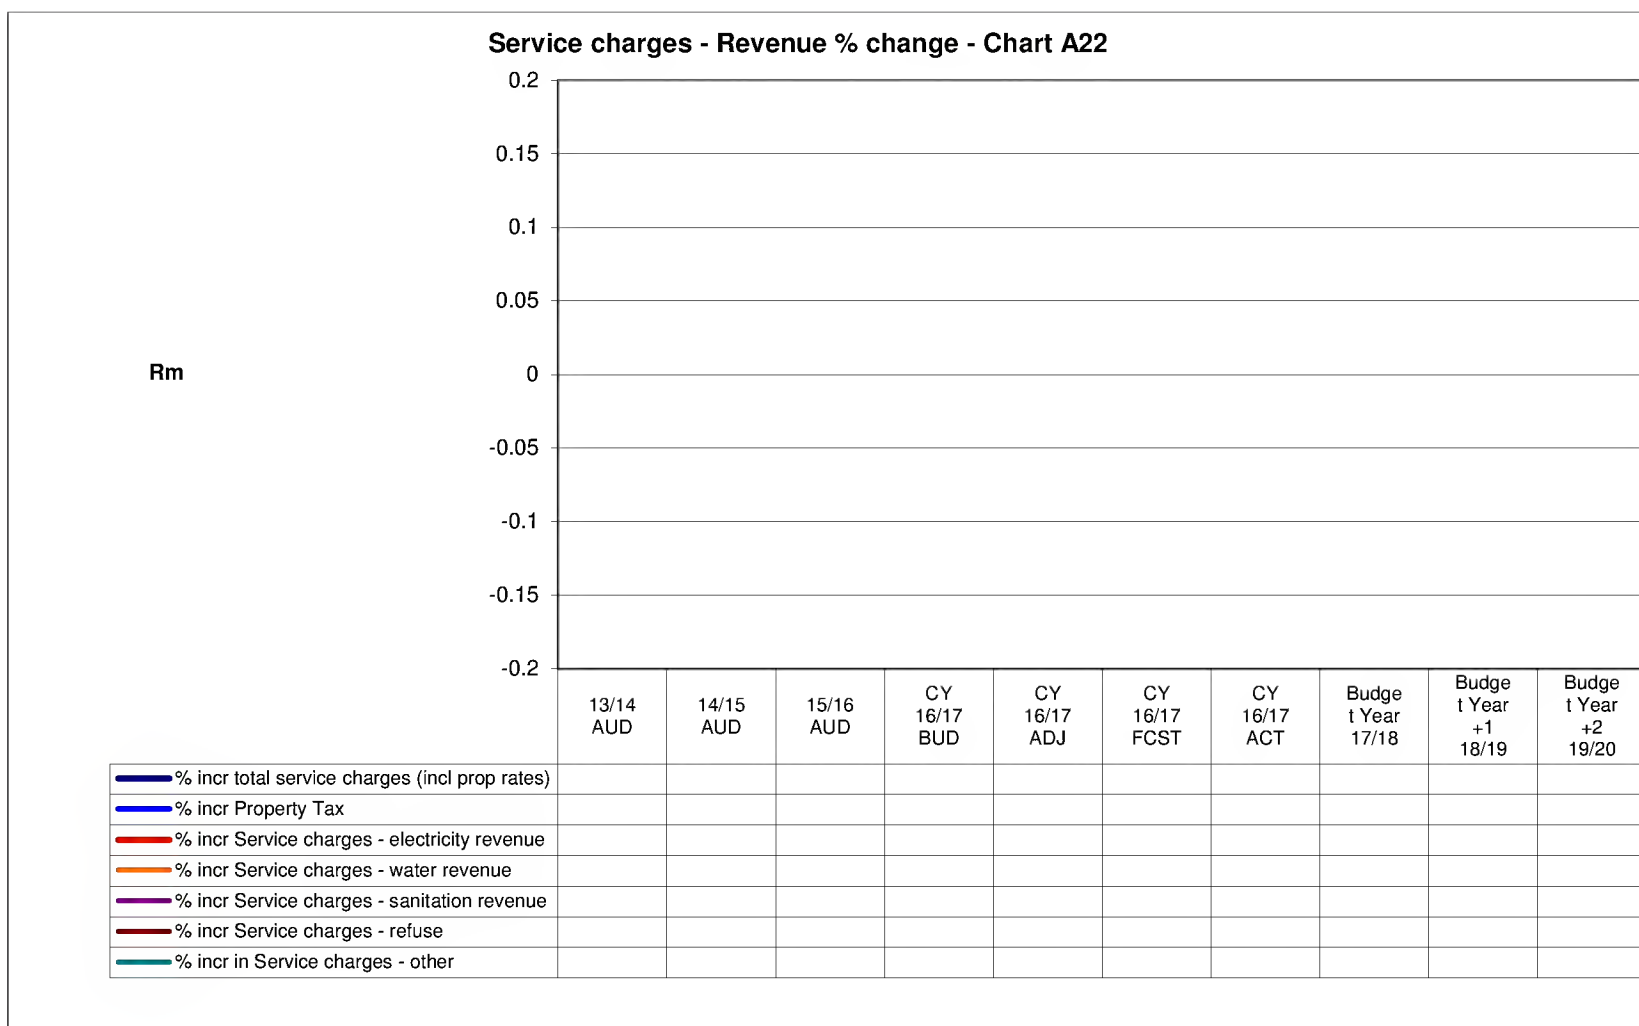 Service charges - Revenue % change - Chart A22
0.2
0.15
0.1
0.05
0
-0.05
-0.1
-0.15
-0.2
Rm
13/14
AUD
14/15
AUD
15/16
AUD
CY
16/17
BUD
CY
16/17
ADJ
CY
16/17
FCST
CY
16/17
ACT
Budge
t Year
17/18
Budge
t Year
+1
18/19
Budge
t Year
+2
19/20
% incr total service charges (incl prop rates)
% incr Property Tax
% incr Service charges - electricity revenue
% incr Service charges - water revenue
% incr Service charges - sanitation revenue
% incr Service charges - refuse
% incr in Service charges - other